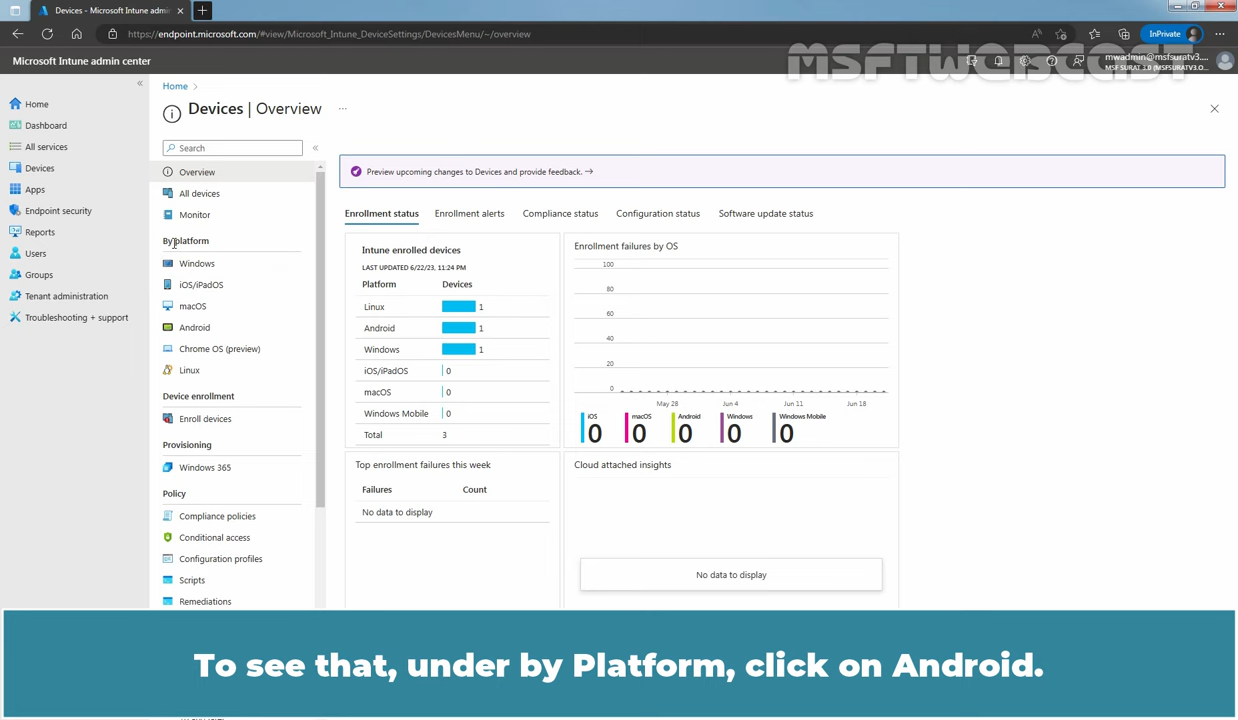 Devices - Microsoft Intune admin
https://endpoint.microsoft.com/#view/Microsoft_Intune_DeviceSettings/DevicesMenu/~/overview
InPrivate
Microsoft Intune admin center
MSFTWEBCAST
mwadmin@msfsuratv3....
MSF SURAT 3.0 (MSFSURATV3.O...
Home
Dashboard
All services
Devices
Apps
Endpoint security
Reports
Users
Groups
Tenant administration
Troubleshooting + support
Home >
Devices | Overview
...
Search
Overview
All devices
Monitor
By platform
Windows
iOS/iPadOS
macOS
Android
Chrome OS (preview)
Linux
Device enrollment
Enroll devices
Provisioning
Windows 365
Policy
Compliance policies
Conditional access
Configuration profiles
Scripts
Remediations
Preview upcoming changes to Devices and provide feedback. →
Enrollment status Enrollment alerts Compliance status Configuration status Software update status
Intune enrolled devices
LAST UPDATED 6/22/23, 11:24 PM
Platform Devices
Linux 1
Android 1
Windows 1
iOS/iPadOS 0
macOS 0
Windows Mobile 0
Total 3
Enrollment failures by OS
100
80
60
40
20
0
May 28 Jun 4 Jun 11 Jun 18
iOS macOS Android Windows Windows Mobile
0 0 0 0 0
Top enrollment failures this week
Failures Count
No data to display
Cloud attached insights
No data to display
To see that, under by Platform, click on Android.